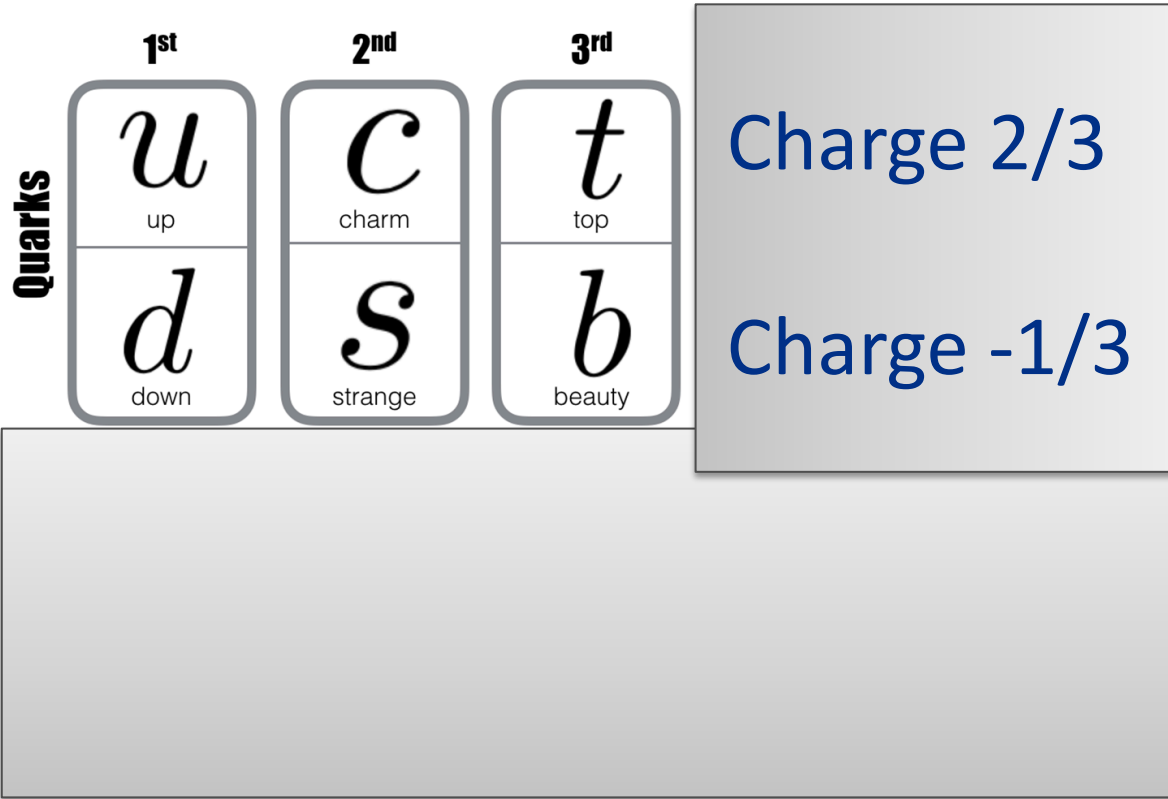 1st 2nd 3rd
Quarks
u c t
up charm top
Charge 2/3
d s b
down strange beauty
Charge -1/3